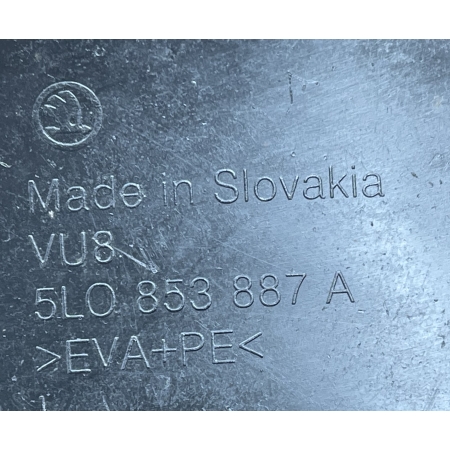 Made in Slovakia
VU8
5L0 853 887 A
>EVA+PE<